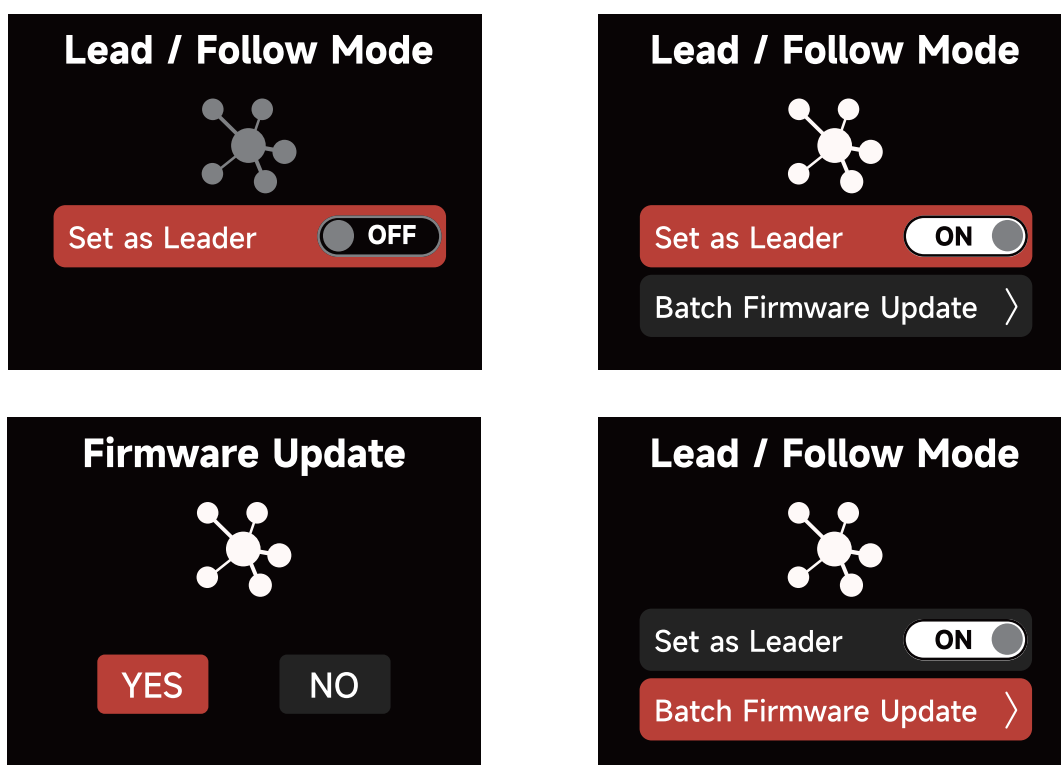 Lead / Follow Mode
Set as Leader OFF
Lead / Follow Mode
Set as Leader ON
Batch Firmware Update
Firmware Update
YES NO
Lead / Follow Mode
Set as Leader ON
Batch Firmware Update